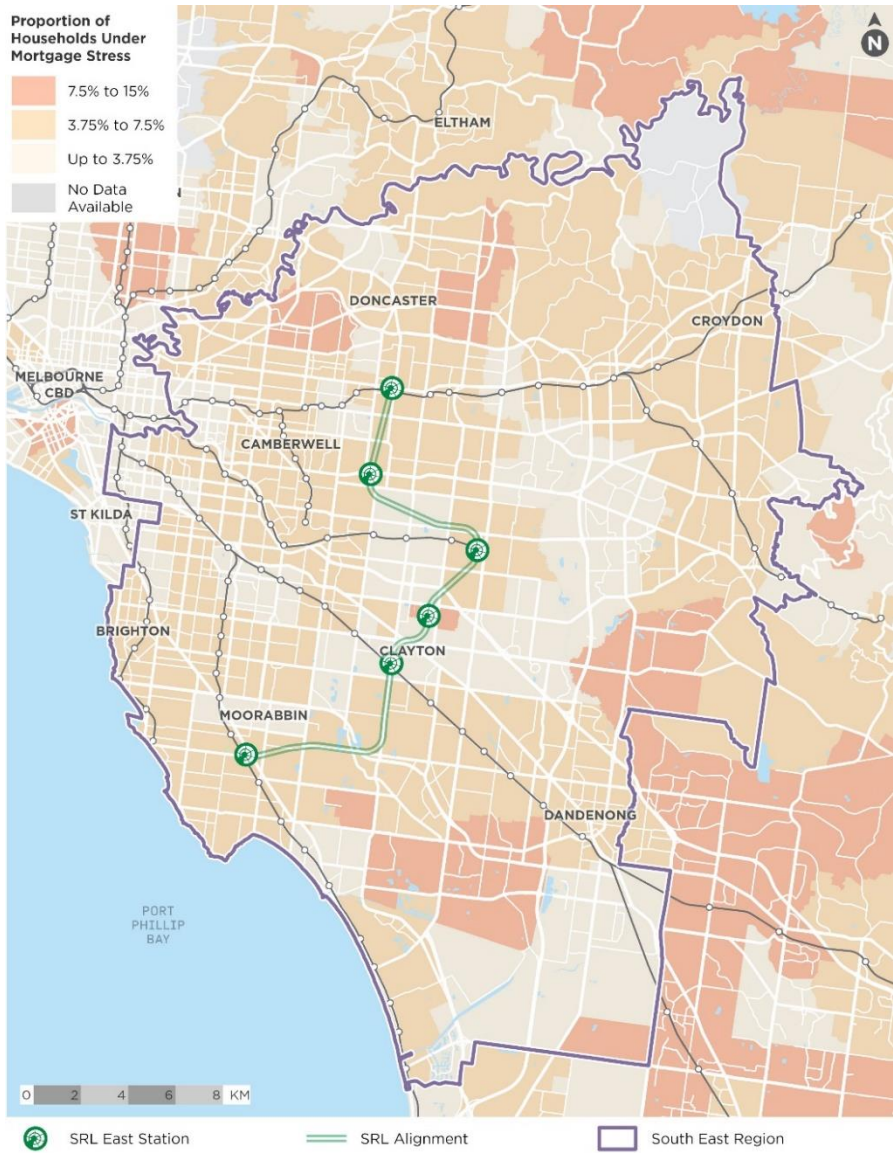 Proportion of
Households Under
Mortgage Stress
7.5% to 15%
3.75% to 7.5%
Up to 3.75%
No Data
Available
N
ELTHAM
DONCASTER
CROYDON
MELBOURNE
CBD
CAMBERWELL
ST KILDA
BRIGHTON
CLAYTON
MOORABBIN
DANDENONG
PORT
PHILLIP
BAY
0 2 4 6 8 KM
SRL East Station
SRL Alignment
South East Region